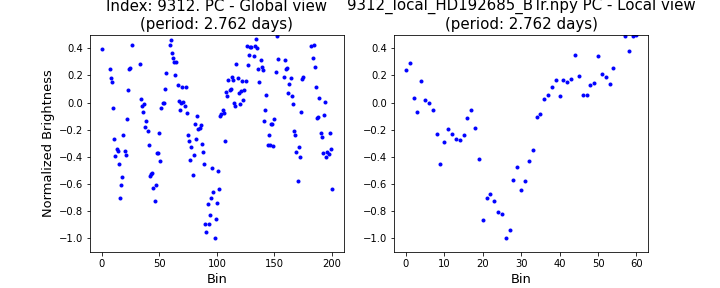 Index: 9312. PC - Global view
(period: 2.762 days)
9312_local_HD192685_BTr.npy PC - Local view
(period: 2.762 days)
Normalized Brightness
0.4
0.2
0.0
−0.2
−0.4
−0.6
−0.8
−1.0
0 50 100 150 200
Bin
0.4
0.2
0.0
−0.2
−0.4
−0.6
−0.8
−1.0
0 10 20 30 40 50 60
Bin